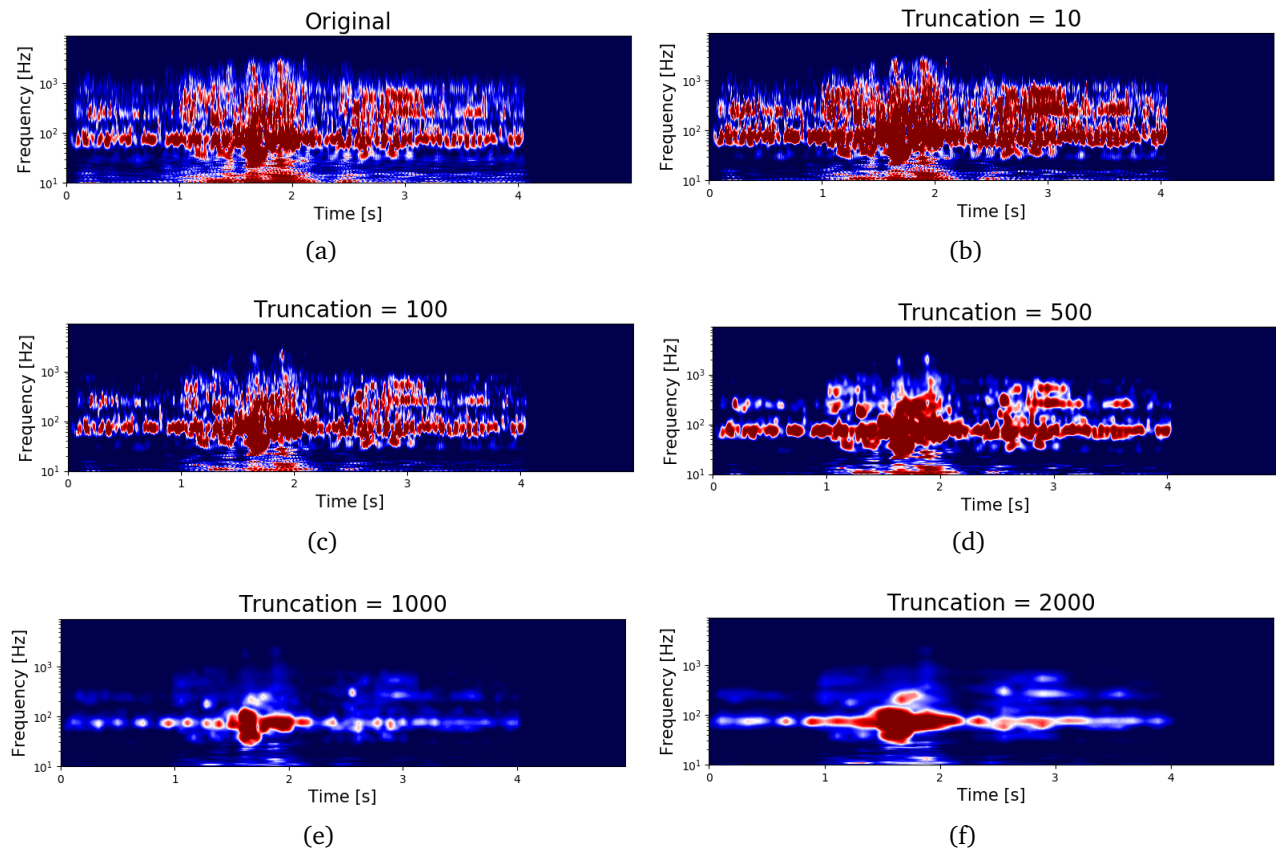 Original
Truncation = 10
Frequency [Hz]
10³
10²
10¹
0 1 2 3 4
Time [s]
(a)
Frequency [Hz]
10³
10²
10¹
0 1 2 3 4
Time [s]
(b)
Truncation = 100
Truncation = 500
Frequency [Hz]
10³
10²
10¹
0 1 2 3 4
Time [s]
(c)
Frequency [Hz]
10³
10²
10¹
0 1 2 3 4
Time [s]
(d)
Truncation = 1000
Truncation = 2000
Frequency [Hz]
10³
10²
10¹
0 1 2 3 4
Time [s]
(e)
Frequency [Hz]
10³
10²
10¹
0 1 2 3 4
Time [s]
(f)